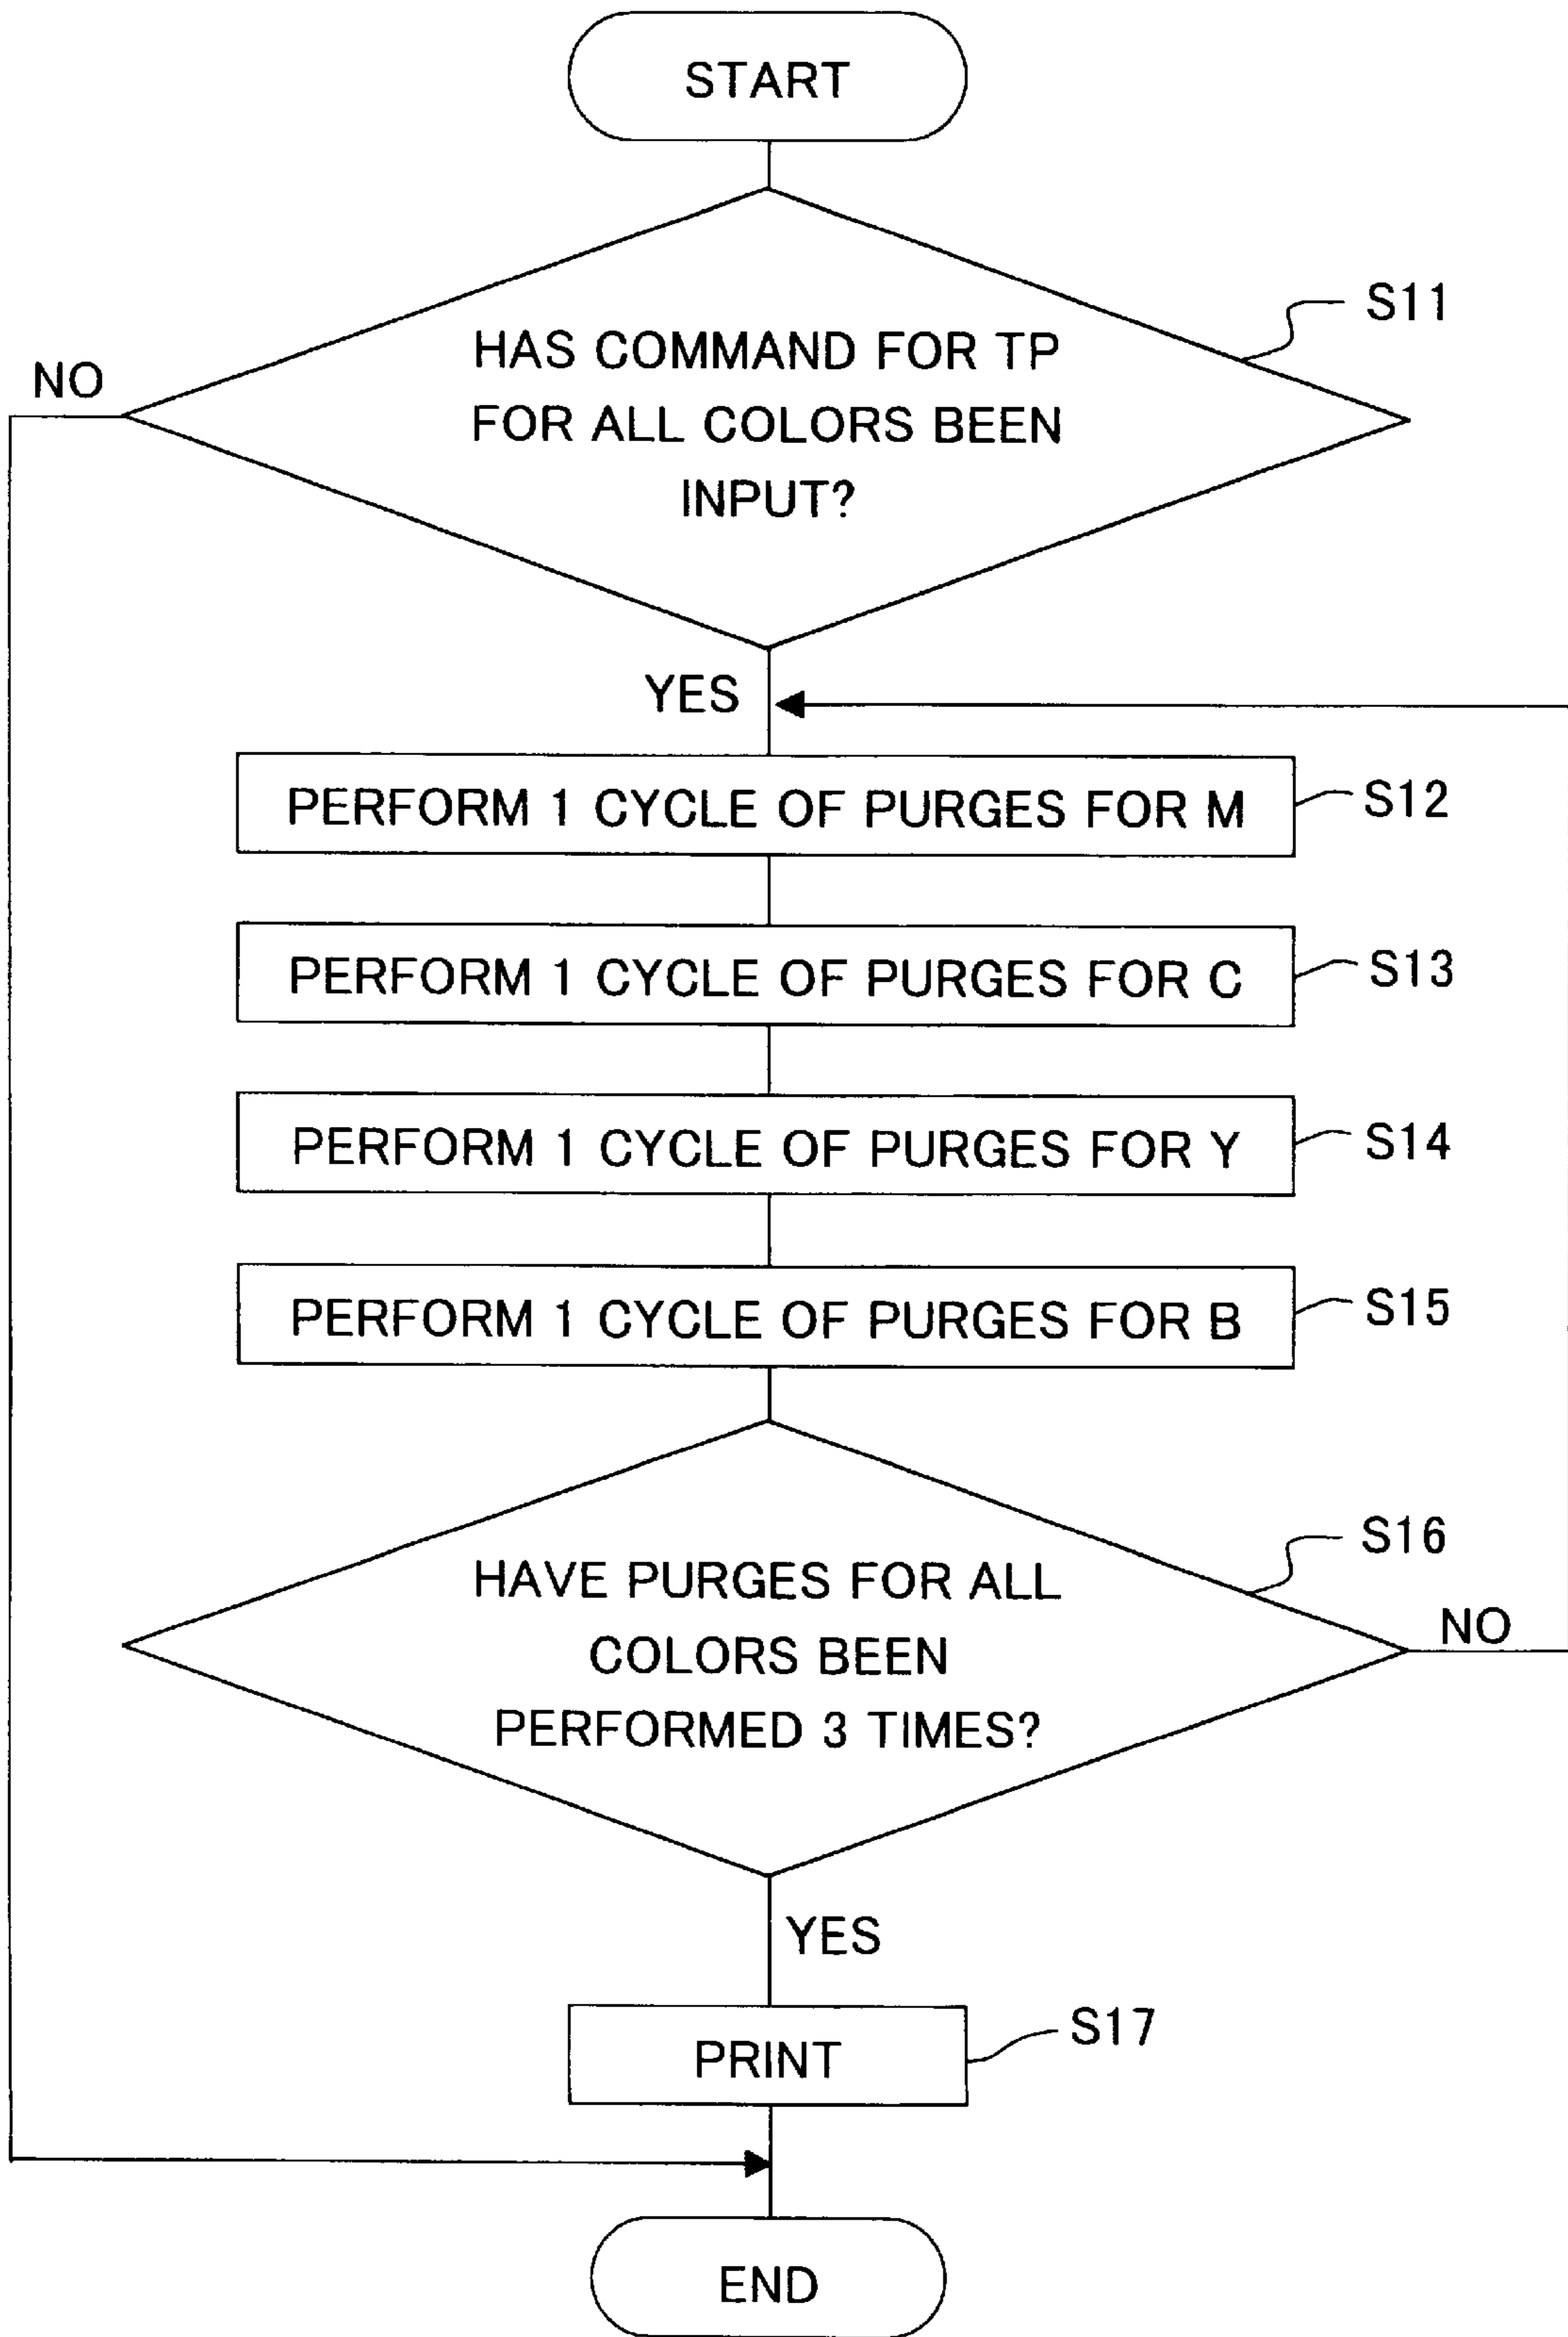 START
S11
HAS COMMAND FOR TP
FOR ALL COLORS BEEN
INPUT?
NO
YES
PERFORM 1 CYCLE OF PURGES FOR M
S12
PERFORM 1 CYCLE OF PURGES FOR C
S13
PERFORM 1 CYCLE OF PURGES FOR Y
S14
PERFORM 1 CYCLE OF PURGES FOR B
S15
S16
HAVE PURGES FOR ALL
COLORS BEEN
PERFORMED 3 TIMES?
NO
YES
PRINT
S17
END